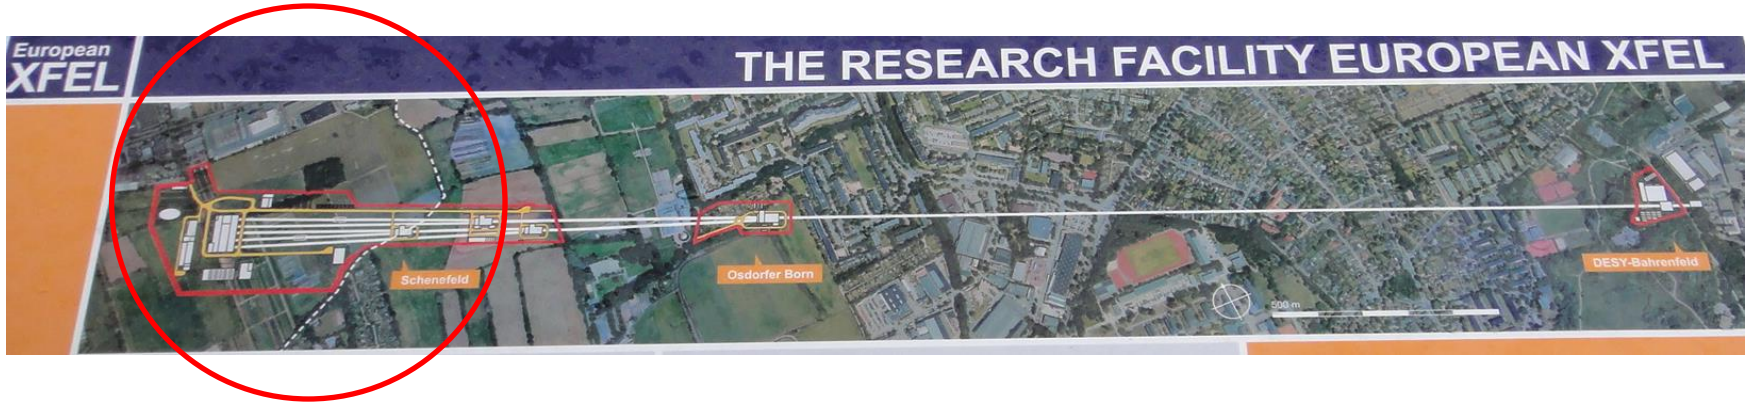 European
XFEL
THE RESEARCH FACILITY EUROPEAN XFEL
Schenefeld
Osdorfer Born
DESY-Bahrenfeld
500 m